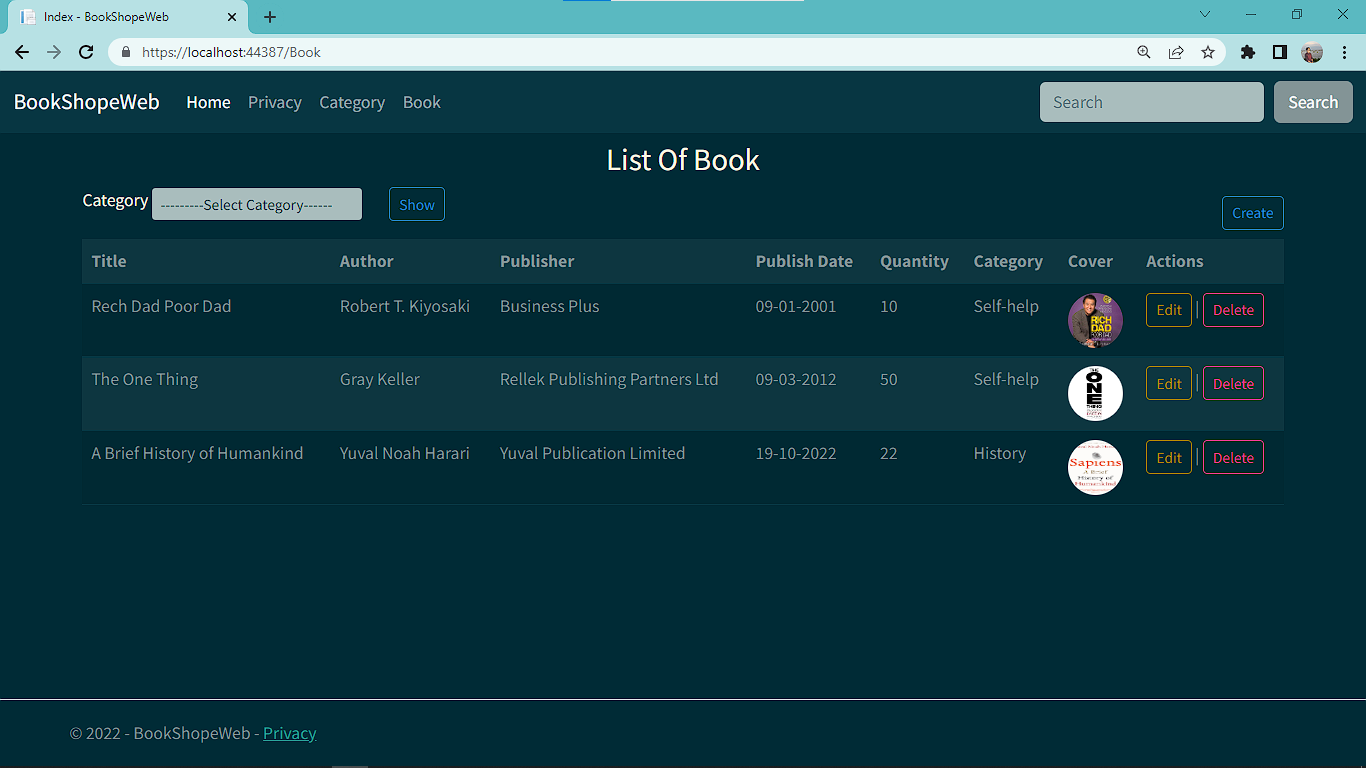 Index - BookShopeWeb
https://localhost:44387/Book
BookShopeWeb Home Privacy Category Book Search Search
List Of Book
Category ---------Select Category------ Show Create
Title Author Publisher Publish Date Quantity Category Cover Actions
Rech Dad Poor Dad Robert T. Kiyosaki Business Plus 09-01-2001 10 Self-help RICH DAD Edit | Delete
The One Thing Gray Keller Rellek Publishing Partners Ltd 09-03-2012 50 Self-help THE ONE THING Edit | Delete
A Brief History of Humankind Yuval Noah Harari Yuval Publication Limited 19-10-2022 22 History Sapiens A Brief History of Humankind Edit | Delete
© 2022 - BookShopeWeb - Privacy